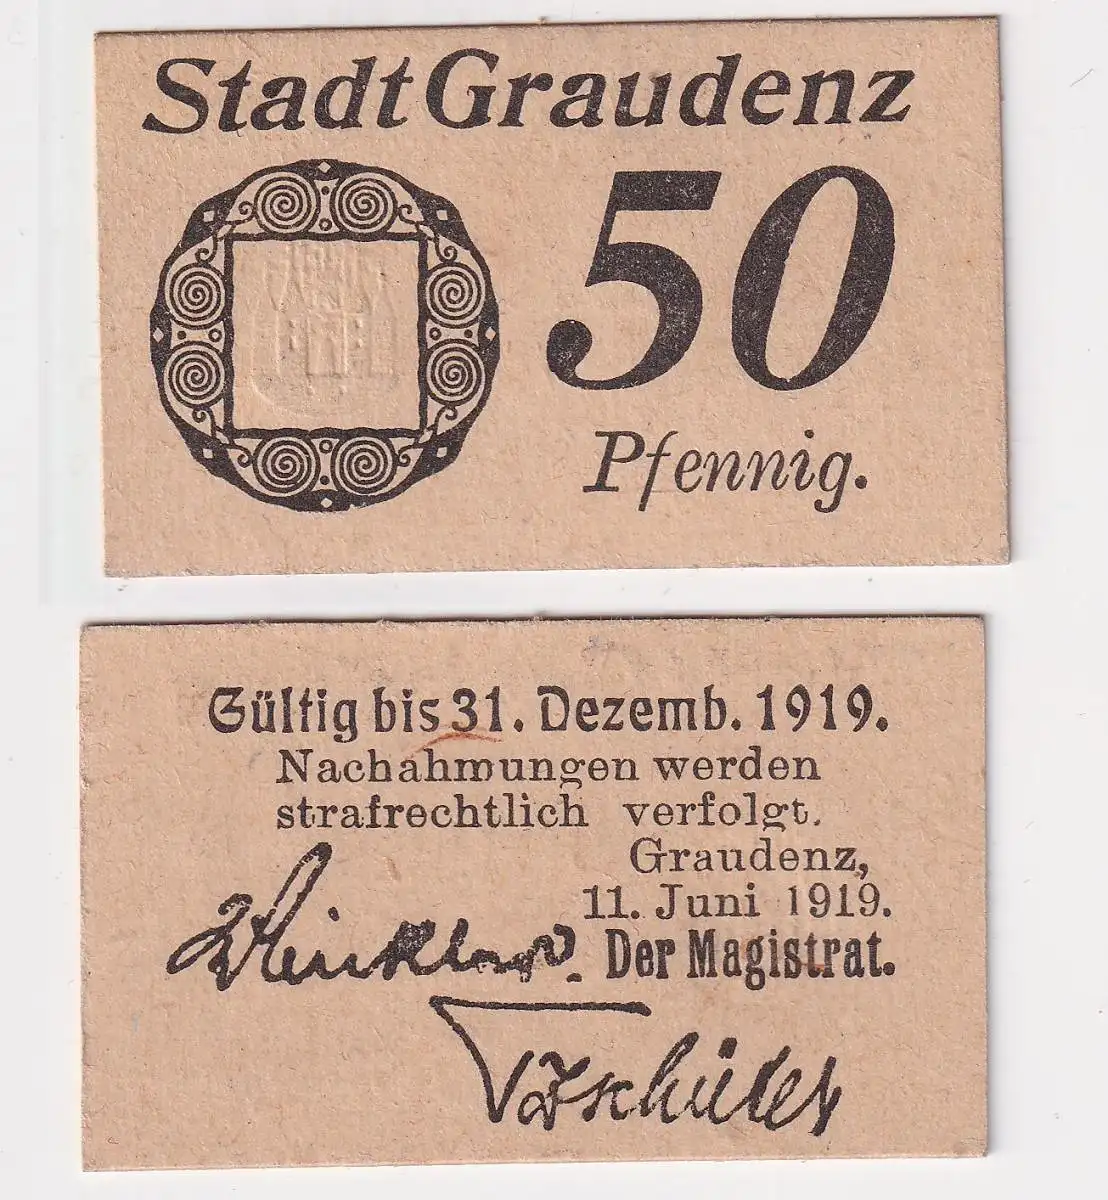 Stadt Graudenz
50
Pfennig.
Gültig bis 31. Dezemb. 1919.
Nachahmungen werden
strafrechtlich verfolgt.
Graudenz,
11. Juni 1919.
Der Magistrat.